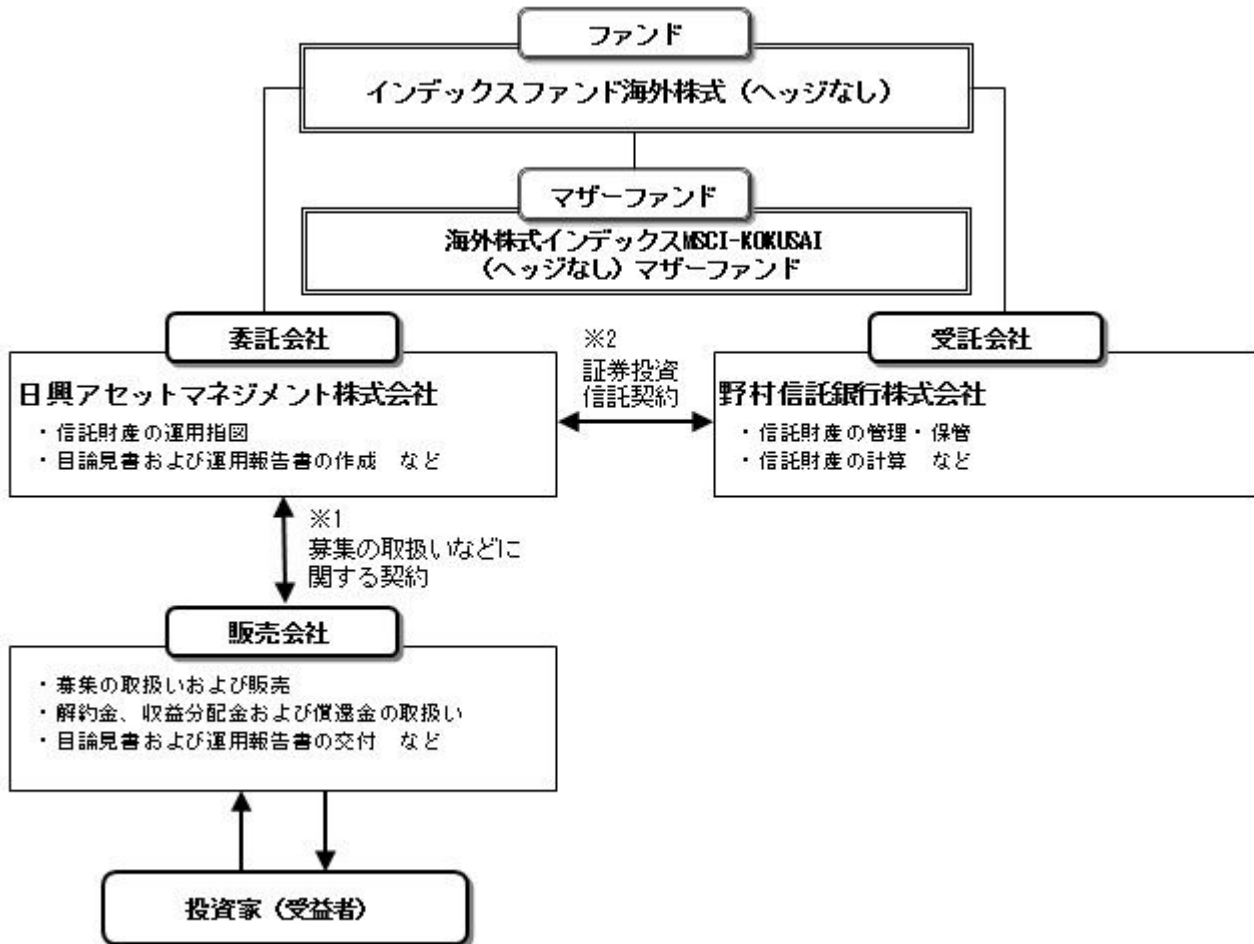 ファンド
インデックスファンド海外株式（ヘッジなし）
マザーファンド
海外株式インデックスMSCI-KOKUSAI
（ヘッジなし）マザーファンド
委託会社
日興アセットマネジメント株式会社
・信託財産の運用指図
・目論見書および運用報告書の作成　など
※2
証券投資
信託契約
受託会社
野村信託銀行株式会社
・信託財産の管理・保管
・信託財産の計算　など
※1
募集の取扱いなどに
関する契約
販売会社
・募集の取扱いおよび販売
・解約金、収益分配金および償還金の取扱い
・目論見書および運用報告書の交付　など
投資家（受益者）